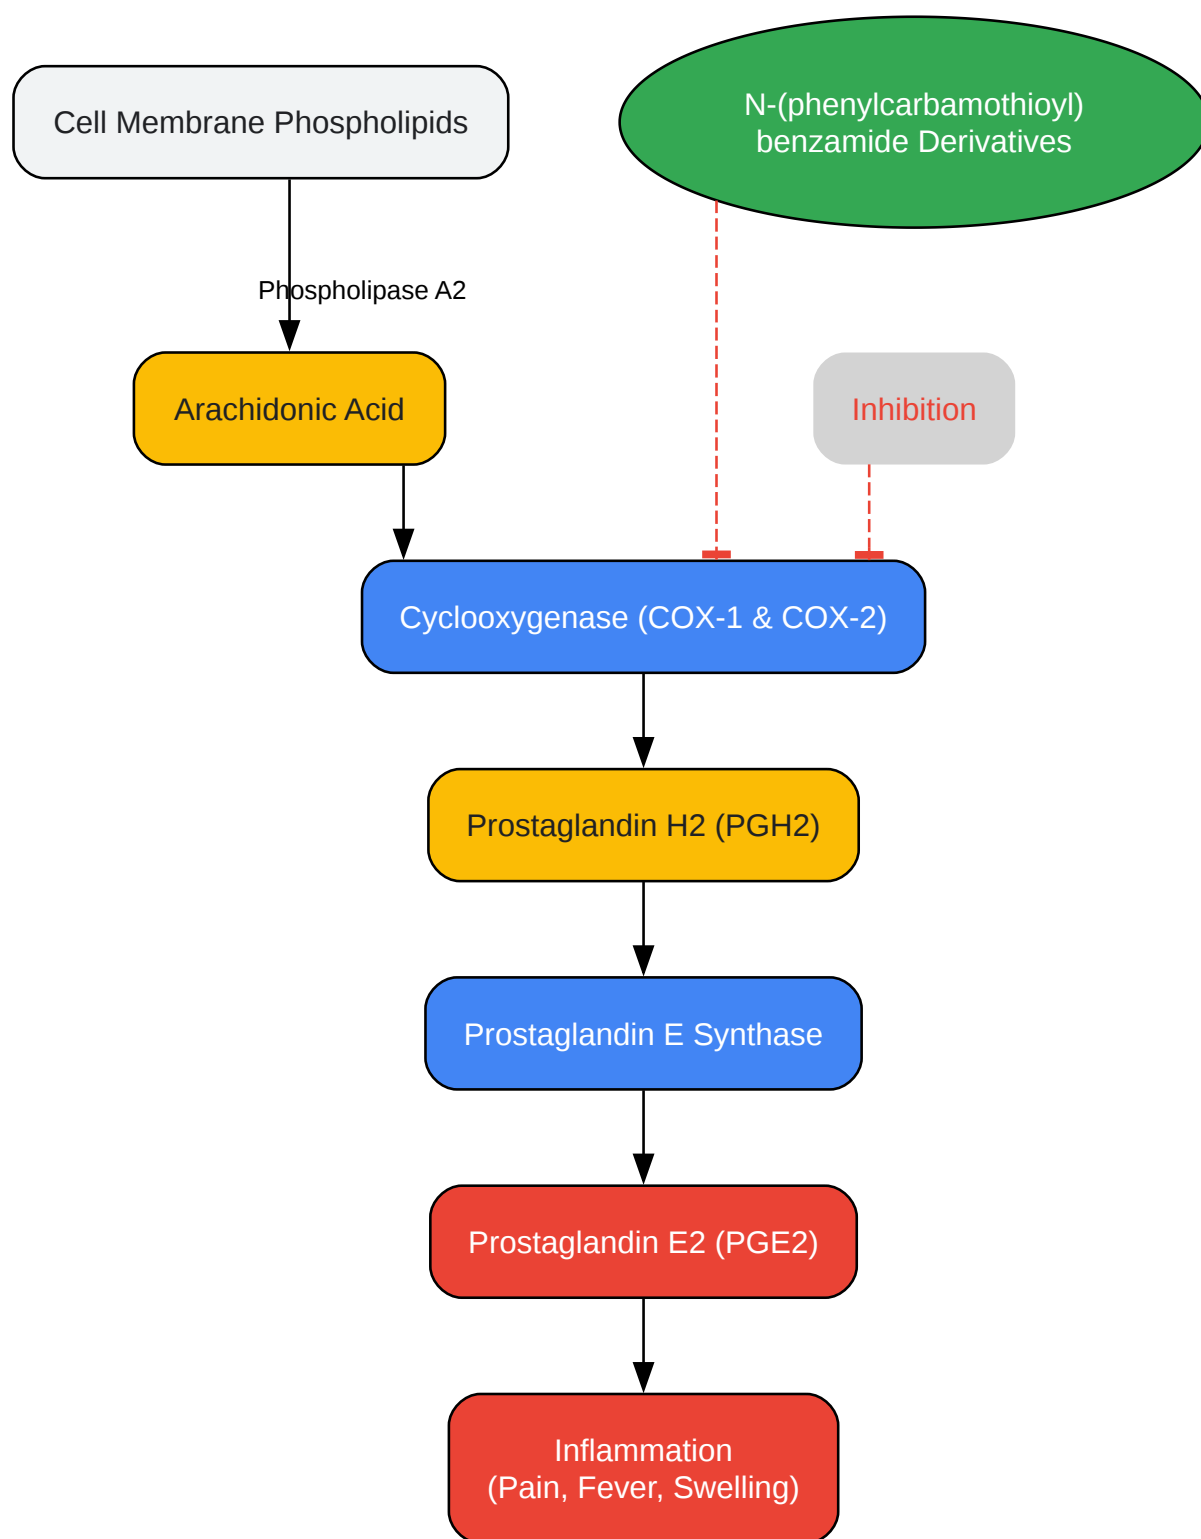 Cell Membrane Phospholipids
N-(phenylcarbamothioyl)
benzamide Derivatives
Phospholipase A2
Arachidonic Acid
Inhibition
Cyclooxygenase (COX-1 & COX-2)
Prostaglandin H2 (PGH2)
Prostaglandin E Synthase
Prostaglandin E2 (PGE2)
Inflammation
(Pain, Fever, Swelling)